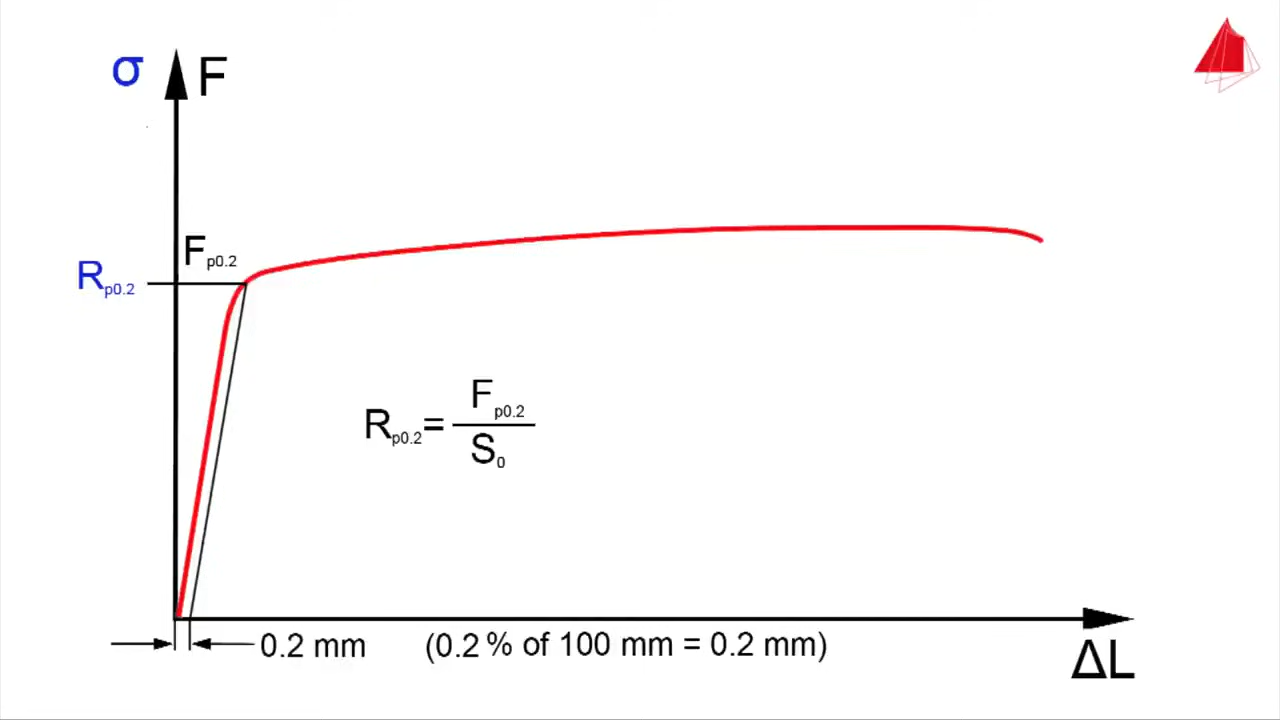 σ F
F p0.2
R p0.2
R p0.2 = F p0.2 / S 0
0.2 mm (0.2 % of 100 mm = 0.2 mm)
ΔL